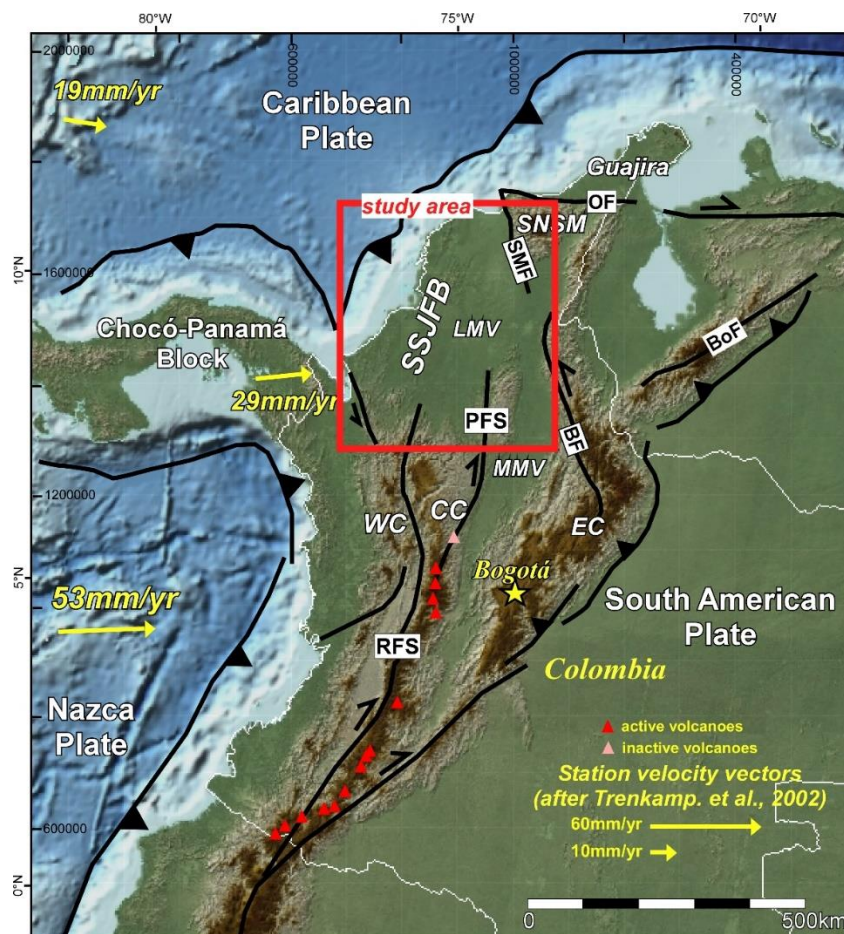 80°W
75°W
70°W
2000000
6000000
1000000
1400000
19mm/yr
Caribbean
Plate
Guajira
study area
OF
SNSM
SMF
10°N
1600000
SSJFB
LMV
Chocó-Panamá
Block
BoF
29mm/yr
PFS
BF
MMV
1200000
WC
CC
EC
Bogotá
5°N
53mm/yr
South American
Plate
RFS
Colombia
Nazca
Plate
active volcanoes
inactive volcanoes
Station velocity vectors
(after Trenkamp. et al., 2002)
60mm/yr
10mm/yr
600000
0°N
0
500km